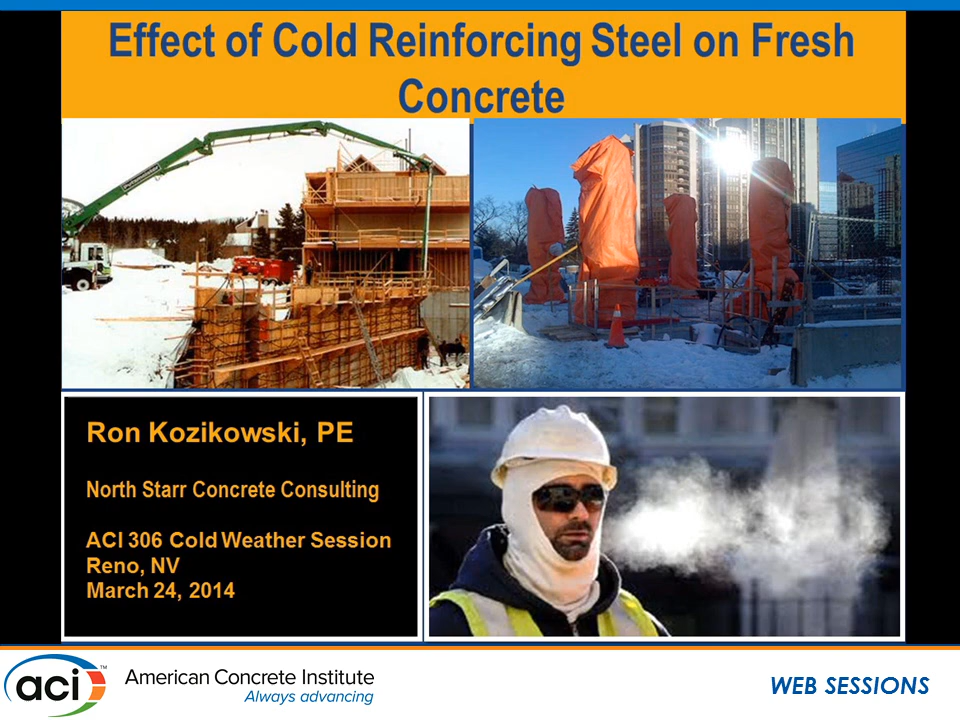 Effect of Cold Reinforcing Steel on Fresh
Concrete
Ron Kozikowski, PE
North Starr Concrete Consulting
ACI 306 Cold Weather Session
Reno, NV
March 24, 2014
aci™
American Concrete Institute
Always advancing
WEB SESSIONS